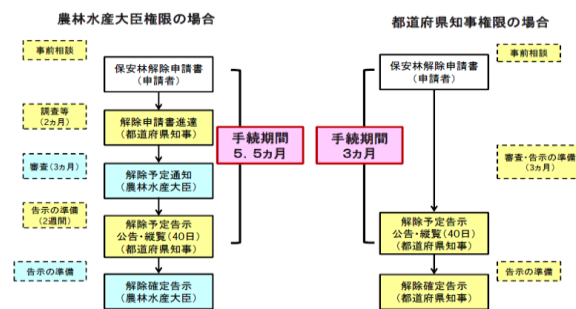 農林水産大臣権限の場合
事前相談
保安林解除申請書
(申請者)
調査等
(2ヵ月)
解除申請書進達
(都道府県知事)
審査(3ヵ月)
解除予定通知
(農林水産大臣)
告示の準備
(2週間)
解除予定告示
公告・縦覧(40日)
(都道府県知事)
告示の準備
解除確定告示
(農林水産大臣)
手続期間
5.5ヵ月
都道府県知事権限の場合
事前相談
保安林解除申請書
(申請者)
手続期間
3ヵ月
審査・告示の準備
(3ヵ月)
解除予定告示
公告・縦覧(40日)
(都道府県知事)
告示の準備
解除確定告示
(都道府県知事)